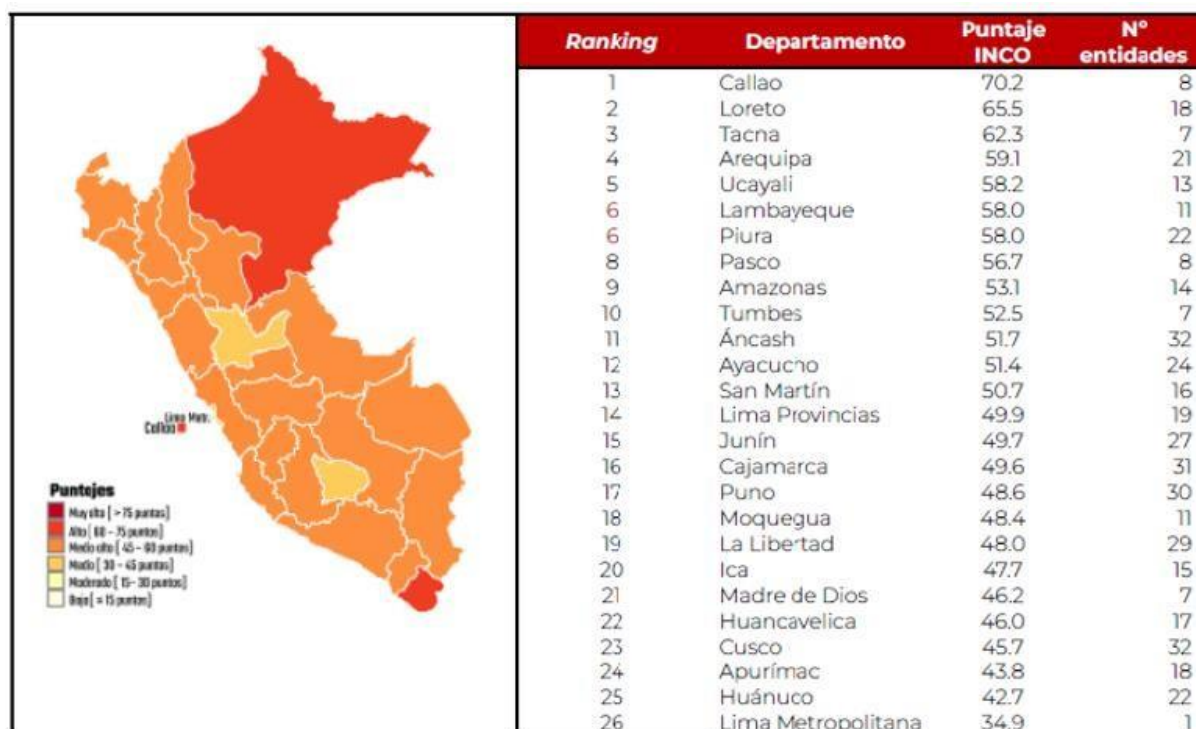 Ranking Departamento Puntaje INCO N° entidades
1 Callao 70.2 8
2 Loreto 65.5 18
3 Tacna 62.3 7
4 Arequipa 59.1 21
5 Ucayali 58.2 13
6 Lambayeque 58.0 11
6 Piura 58.0 22
8 Pasco 56.7 8
9 Amazonas 53.1 14
10 Tumbes 52.5 7
11 Áncash 51.7 32
12 Ayacucho 51.4 24
13 San Martín 50.7 16
14 Lima Provincias 49.9 19
15 Junín 49.7 27
16 Cajamarca 49.6 31
17 Puno 48.6 30
18 Moquegua 48.4 11
19 La Libertad 48.0 29
20 Ica 47.7 15
21 Madre de Dios 46.2 7
22 Huancavelica 46.0 17
23 Cusco 45.7 32
24 Apurímac 43.8 18
25 Huánuco 42.7 22
26 Lima Metropolitana 34.9 1
Lima Metr.
Callao
Puntajes
Muy alto [ > 75 puntos]
Alto [ 60 - 75 puntos]
Medio alto [ 45 - 60 puntos]
Medio [ 30 - 45 puntos]
Moderado [ 15 - 30 puntos]
Bajo [ ≤ 15 puntos]